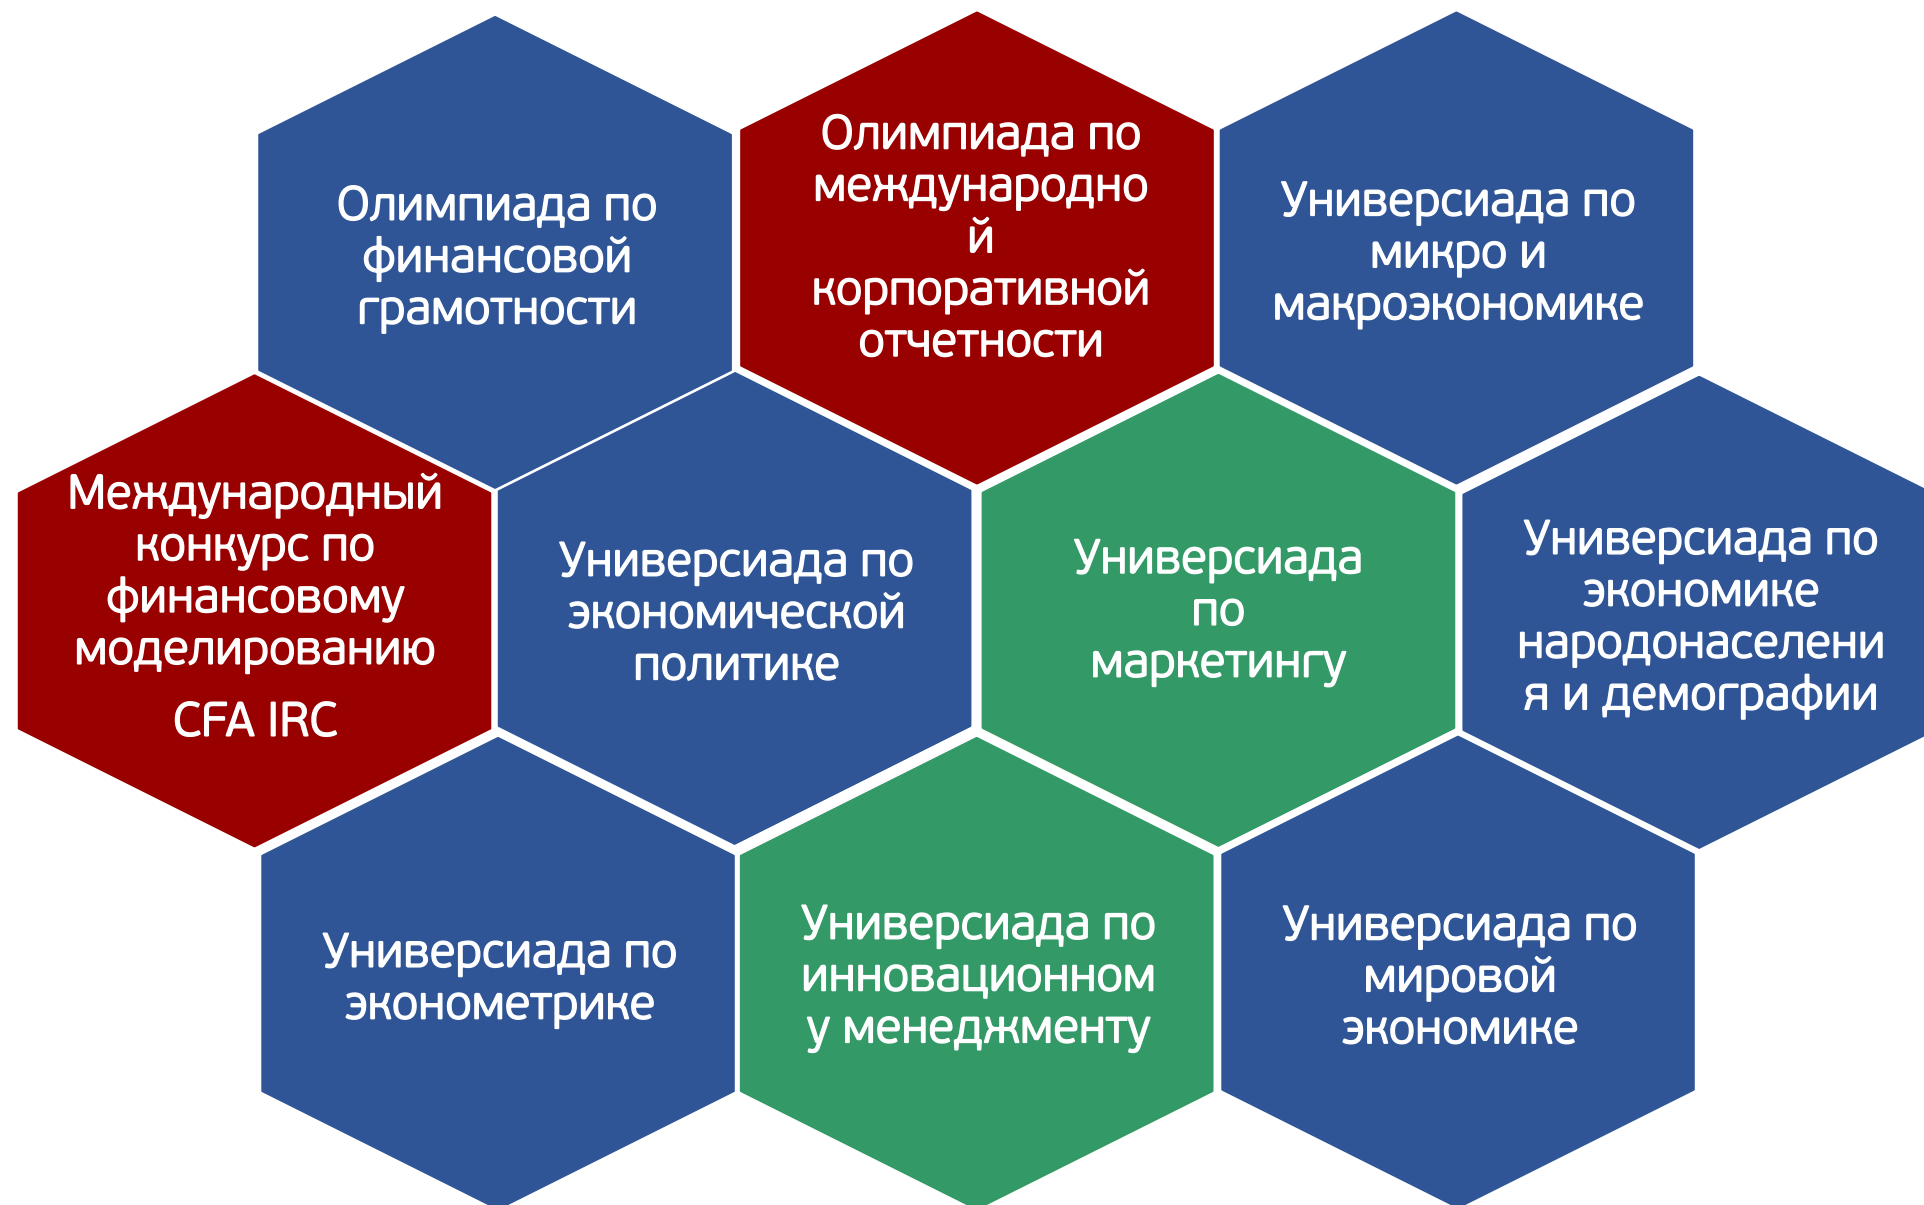 Олимпиада по
финансовой
грамотности
Олимпиада по
международно
й
корпоративной
отчетности
Универсиада по
микро и
макроэкономике
Международный
конкурс по
финансовому
моделированию
CFA IRC
Универсиада по
экономической
политике
Универсиада
по
маркетингу
Универсиада по
экономике
народонаселени
я и демографии
Универсиада по
эконометрике
Универсиада по
инновационном
у менеджменту
Универсиада по
мировой
экономике